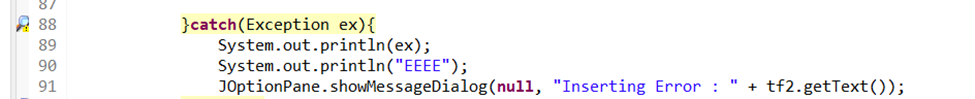 87
88 }catch(Exception ex){
89 System.out.println(ex);
90 System.out.println("EEEE");
91 JOptionPane.showMessageDialog(null, "Inserting Error : " + tf2.getText());